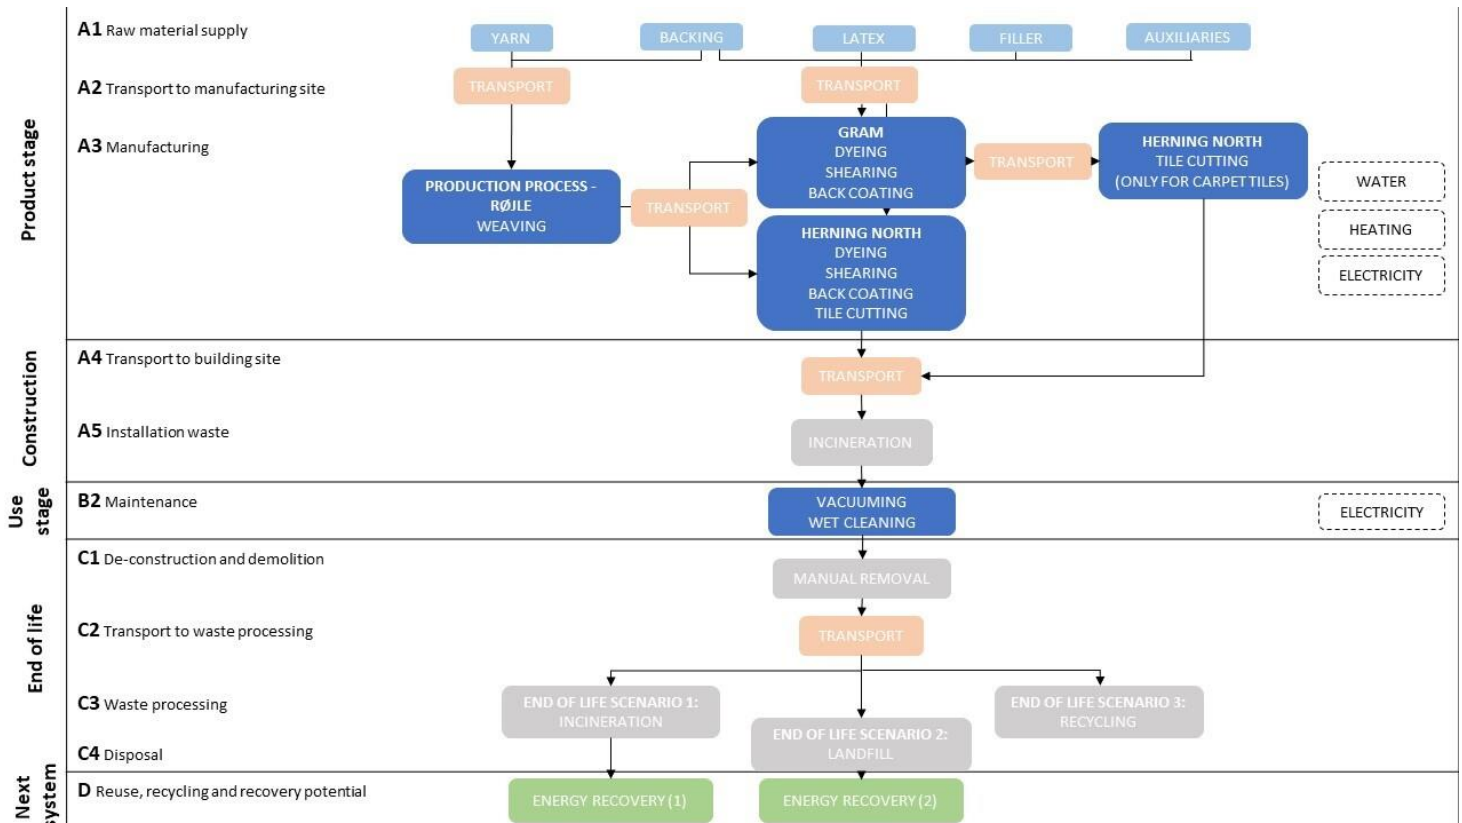 Product stage
A1 Raw material supply
YARN
BACKING
LATEX
FILLER
AUXILIARIES
A2 Transport to manufacturing site
TRANSPORT
TRANSPORT
A3 Manufacturing
PRODUCTION PROCESS -
RØJLE
WEAVING
TRANSPORT
GRAM
DYEING
SHEARING
BACK COATING
TRANSPORT
HERNING NORTH
TILE CUTTING
(ONLY FOR CARPET TILES)
HERNING NORTH
DYEING
SHEARING
BACK COATING
TILE CUTTING
WATER
HEATING
ELECTRICITY
Construction
A4 Transport to building site
TRANSPORT
A5 Installation waste
INCINERATION
Use
stage
B2 Maintenance
VACUUMING
WET CLEANING
ELECTRICITY
End of life
C1 De-construction and demolition
MANUAL REMOVAL
C2 Transport to waste processing
TRANSPORT
C3 Waste processing
END OF LIFE SCENARIO 1:
INCINERATION
END OF LIFE SCENARIO 3:
RECYCLING
C4 Disposal
END OF LIFE SCENARIO 2:
LANDFILL
Next
system
D Reuse, recycling and recovery potential
ENERGY RECOVERY (1)
ENERGY RECOVERY (2)